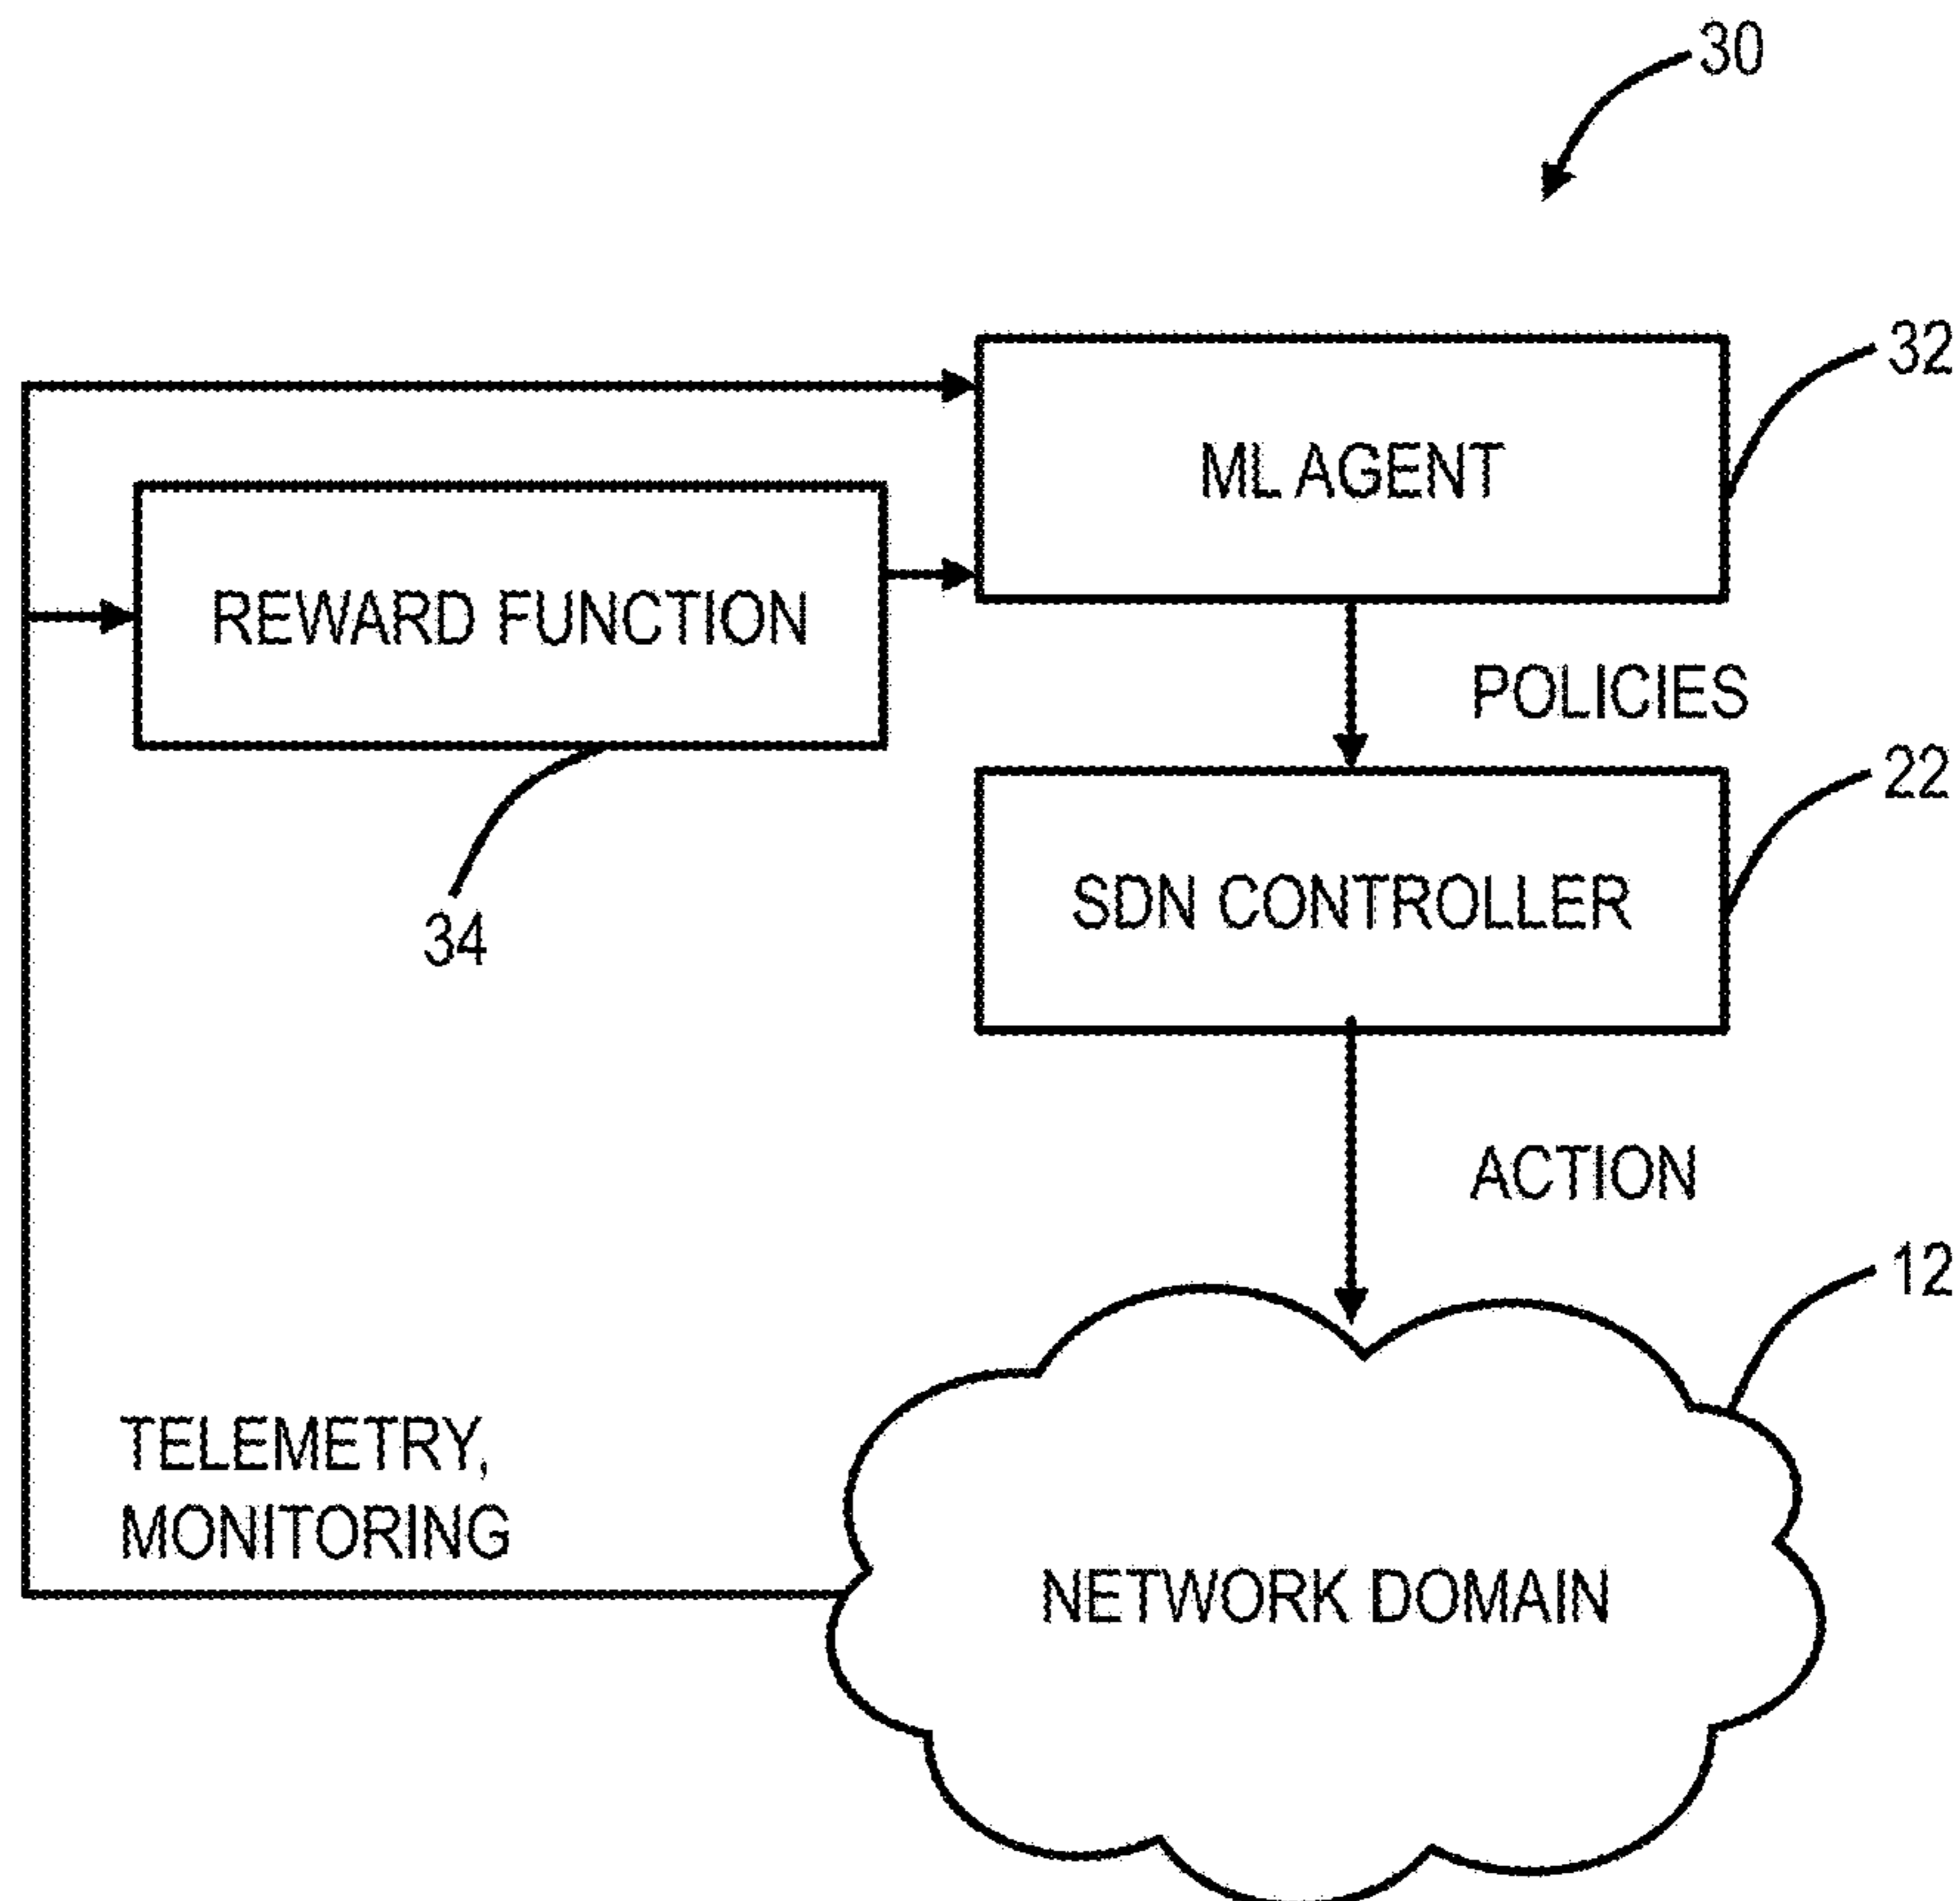 30
32
ML AGENT
REWARD FUNCTION
POLICIES
22
SDN CONTROLLER
34
ACTION
12
TELEMETRY,
MONITORING
NETWORK DOMAIN